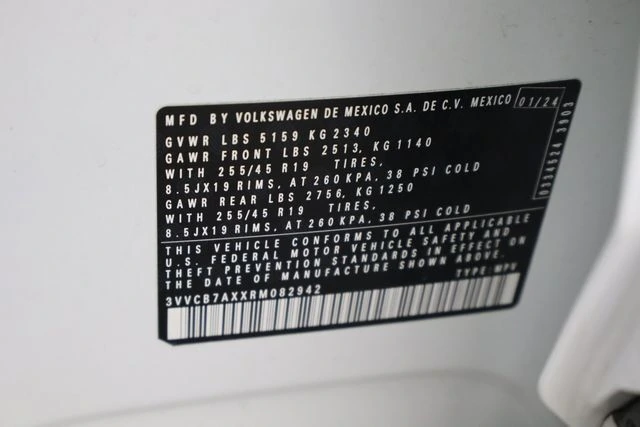 MFD BY VOLKSWAGEN DE MEXICO S.A. DE C.V. MEXICO 01/24
GVWR LBS 5159 KG 2340
GAWR FRONT LBS 2513, KG 1140
WITH 255/45 R19 TIRES,
8.5JX19 RIMS, AT 260 KPA, 38 PSI COLD
GAWR REAR LBS 2756, KG 1250
WITH 255/45 R19 TIRES,
8.5JX19 RIMS, AT 260 KPA, 38 PSI COLD
THIS VEHICLE CONFORMS TO ALL APPLICABLE
U.S. FEDERAL MOTOR VEHICLE SAFETY AND
THEFT PREVENTION STANDARDS IN EFFECT ON
THE DATE OF MANUFACTURE SHOWN ABOVE.
3VVCB7AXXRM082942 TYPE MPV
0334524 3903